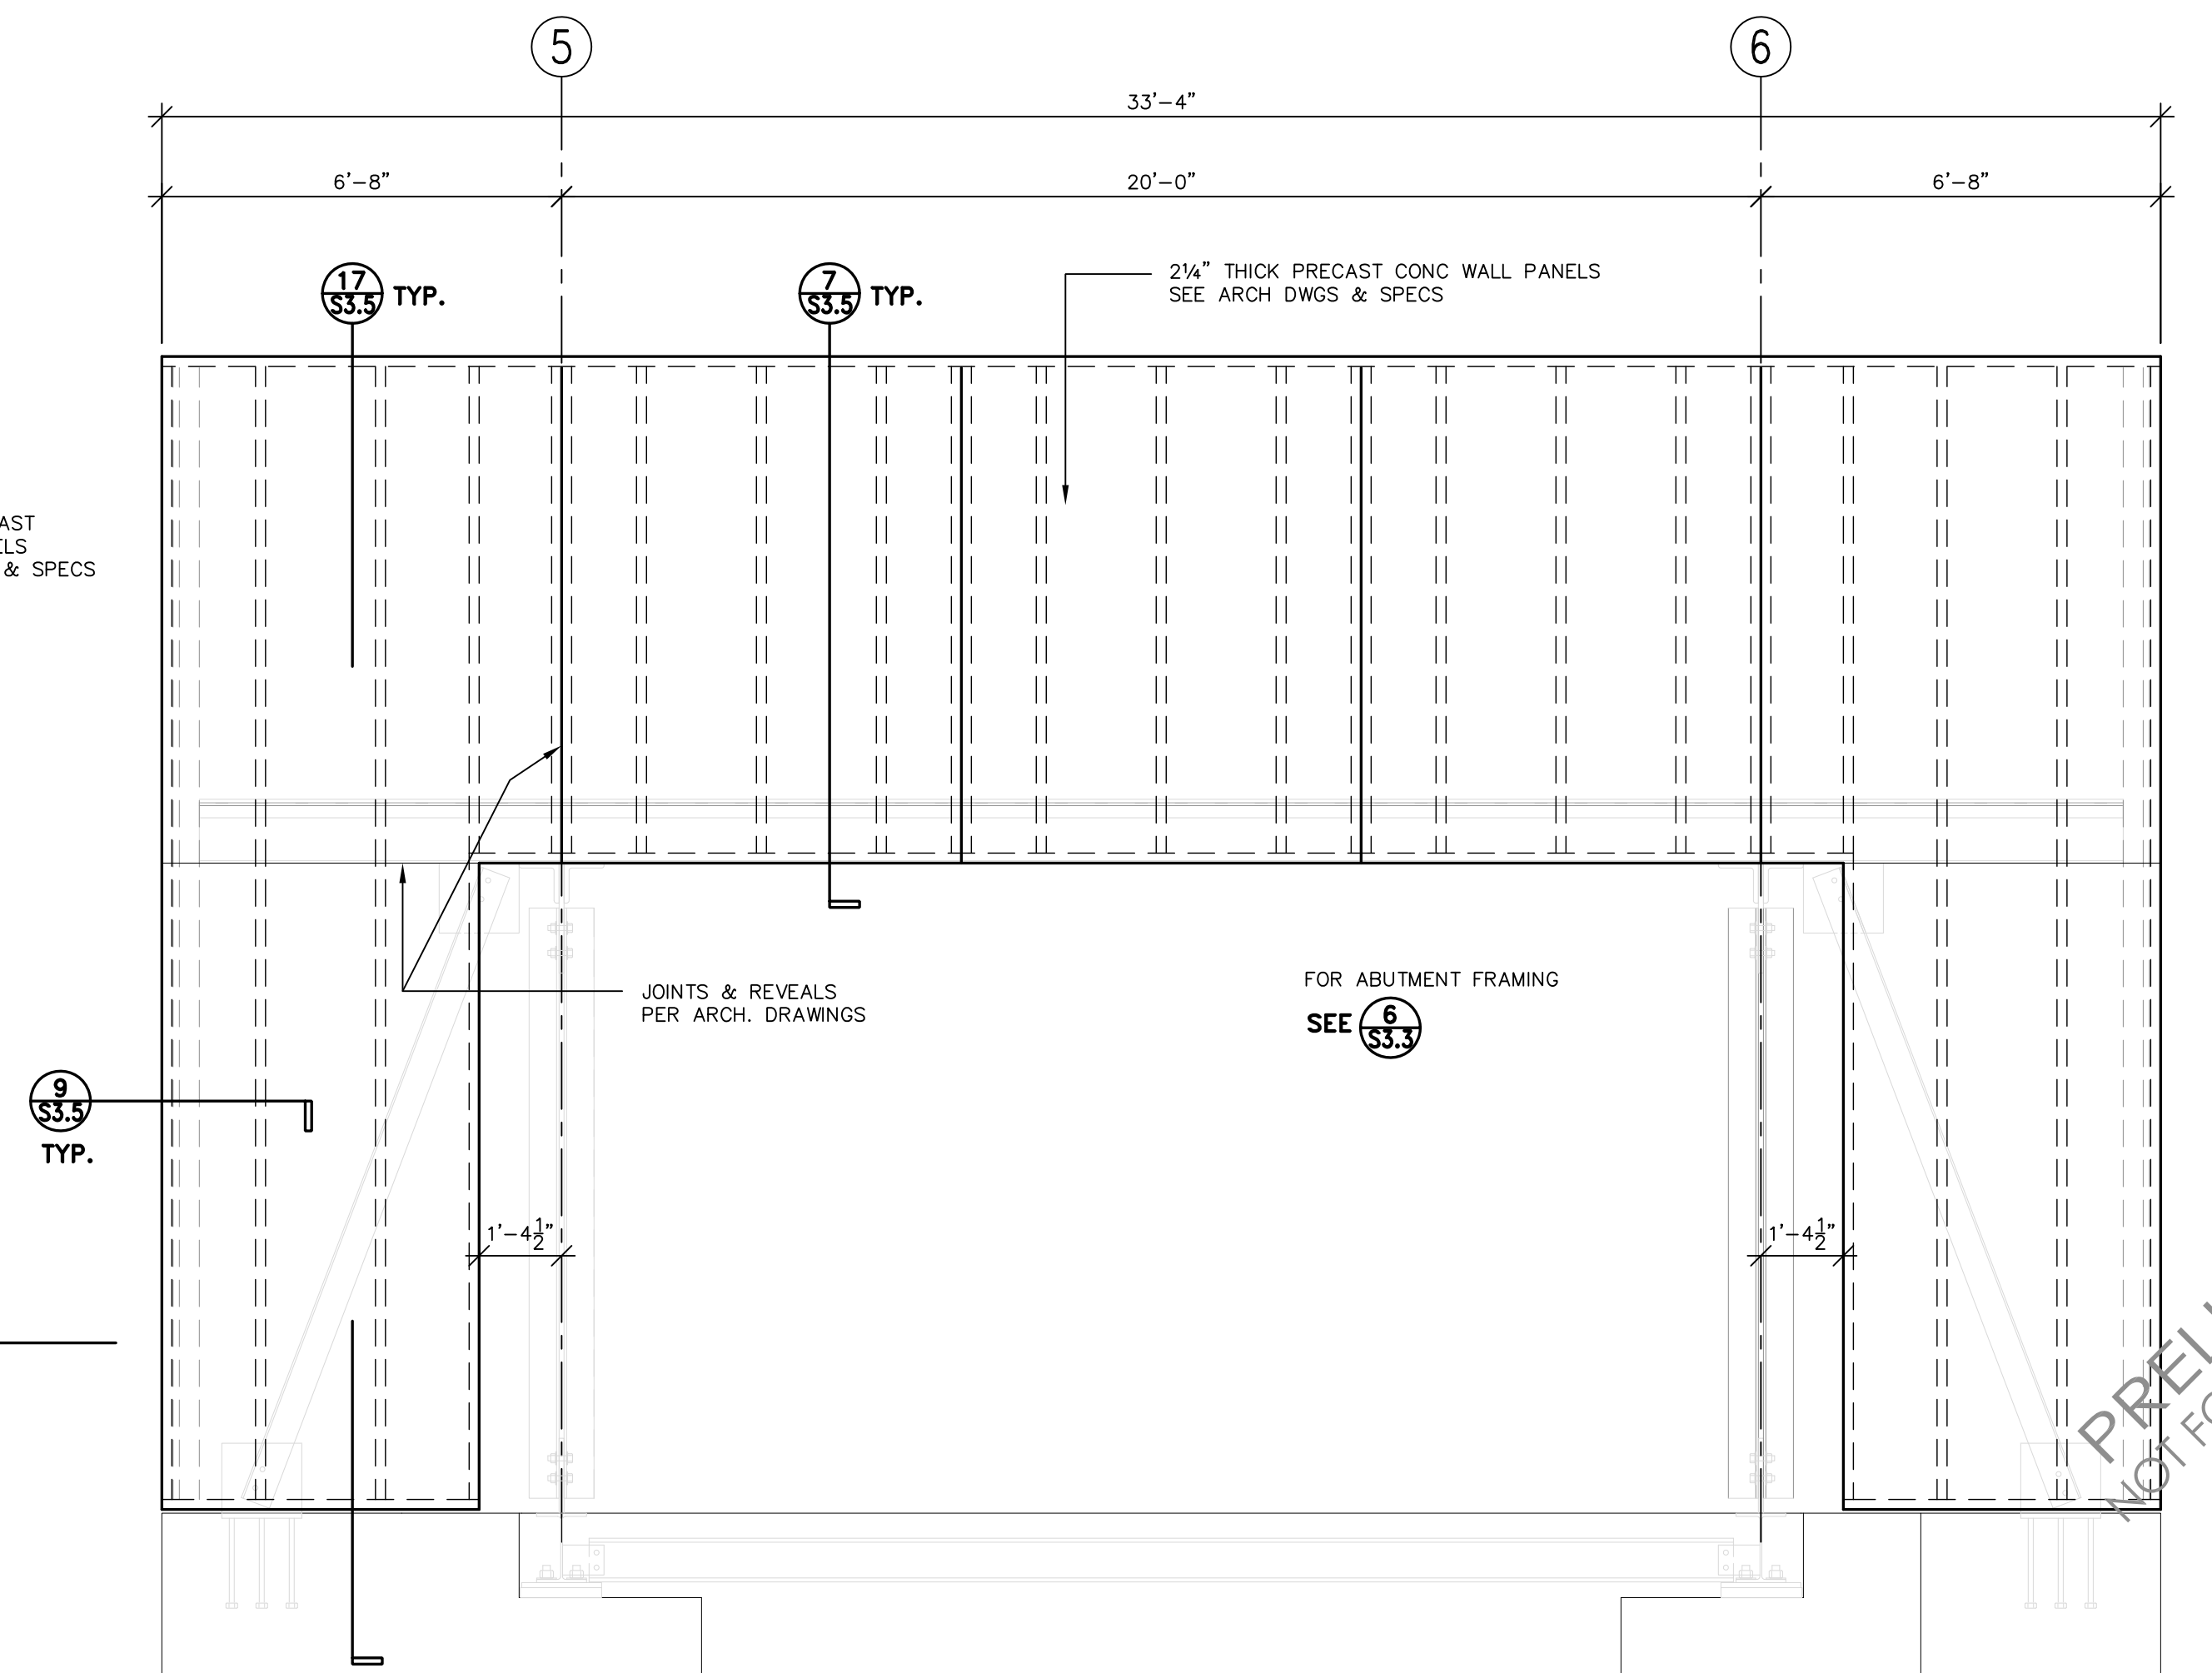 5
6
33'-4"
6'-8"
20'-0"
6'-8"
17
S3.5
TYP.
7
S3.5
TYP.
2¼" THICK PRECAST CONC WALL PANELS
SEE ARCH DWGS & SPECS
& SPECS
JOINTS & REVEALS
PER ARCH. DRAWINGS
FOR ABUTMENT FRAMING
SEE
6
S3.3
9
S3.5
TYP.
1'-4½"
1'-4½"
NOT